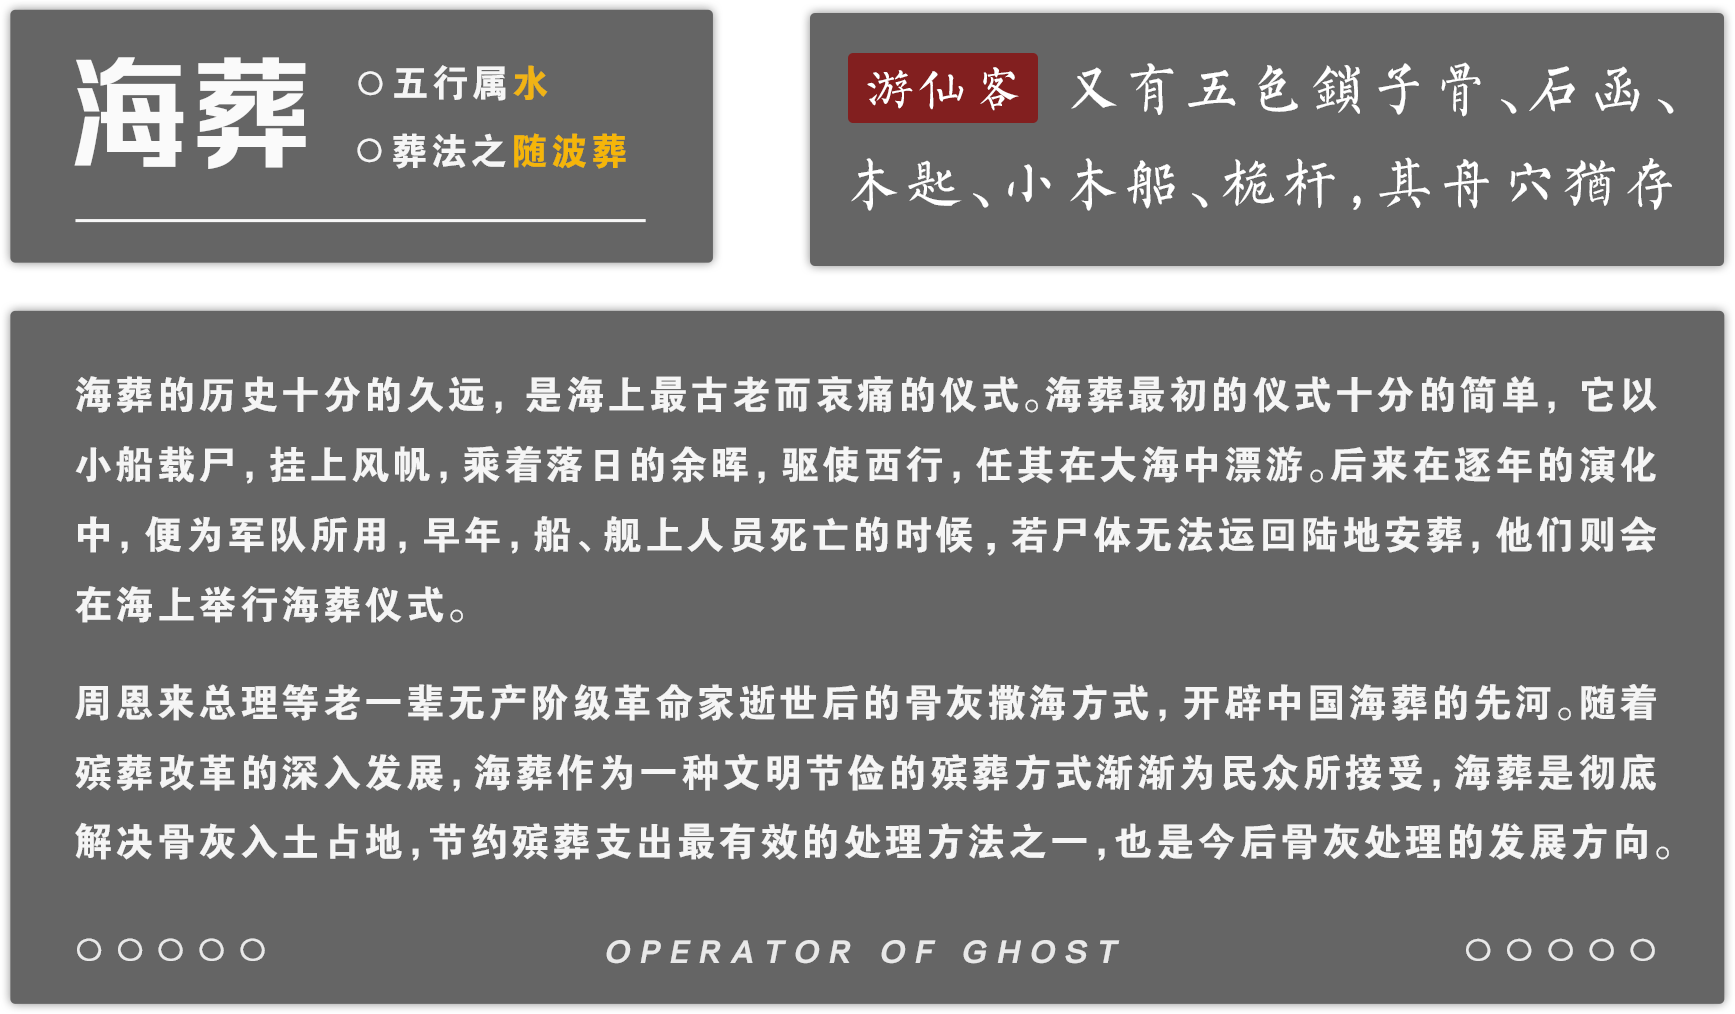 海葬
○五行属水
○葬法之随波葬
游仙客 又有五色鎖子骨、石函、
木匙、小木船、桅杆,其舟穴猶存
海葬的历史十分的久远,是海上最古老而哀痛的仪式。海葬最初的仪式十分的简单,它以
小船载尸,挂上风帆,乘着落日的余晖,驱使西行,任其在大海中漂游。后来在逐年的演化
中,便为军队所用,早年,船、舰上人员死亡的时候,若尸体无法运回陆地安葬,他们则会
在海上举行海葬仪式。
周恩来总理等老一辈无产阶级革命家逝世后的骨灰撒海方式,开辟中国海葬的先河。随着
殡葬改革的深入发展,海葬作为一种文明节俭的殡葬方式渐渐为民众所接受,海葬是彻底
解决骨灰入土占地,节约殡葬支出最有效的处理方法之一,也是今后骨灰处理的发展方向。
OPERATOR OF GHOST